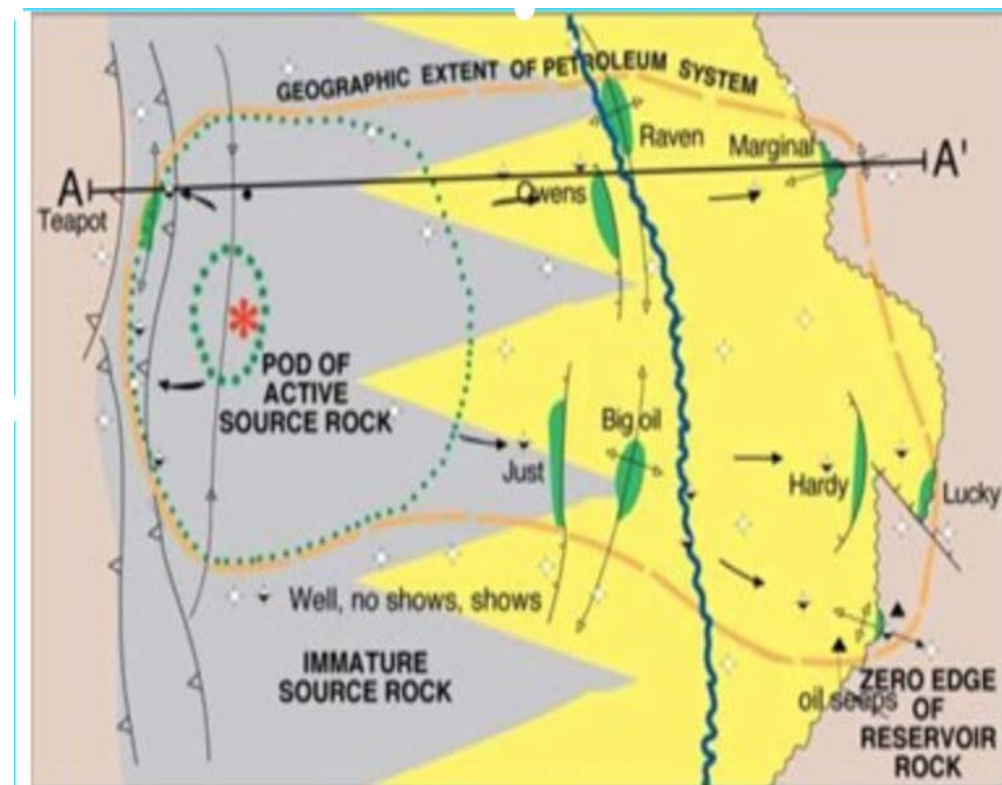 GEOGRAPHIC EXTENT OF PETROLEUM SYSTEM
Raven
Marginal
A
A'
Owens
Teapot
POD OF
ACTIVE
SOURCE ROCK
Big oil
Just
Hardy
Lucky
Well, no shows, shows
IMMATURE
SOURCE ROCK
oil seeps
ZERO EDGE
OF
RESERVOIR
ROCK